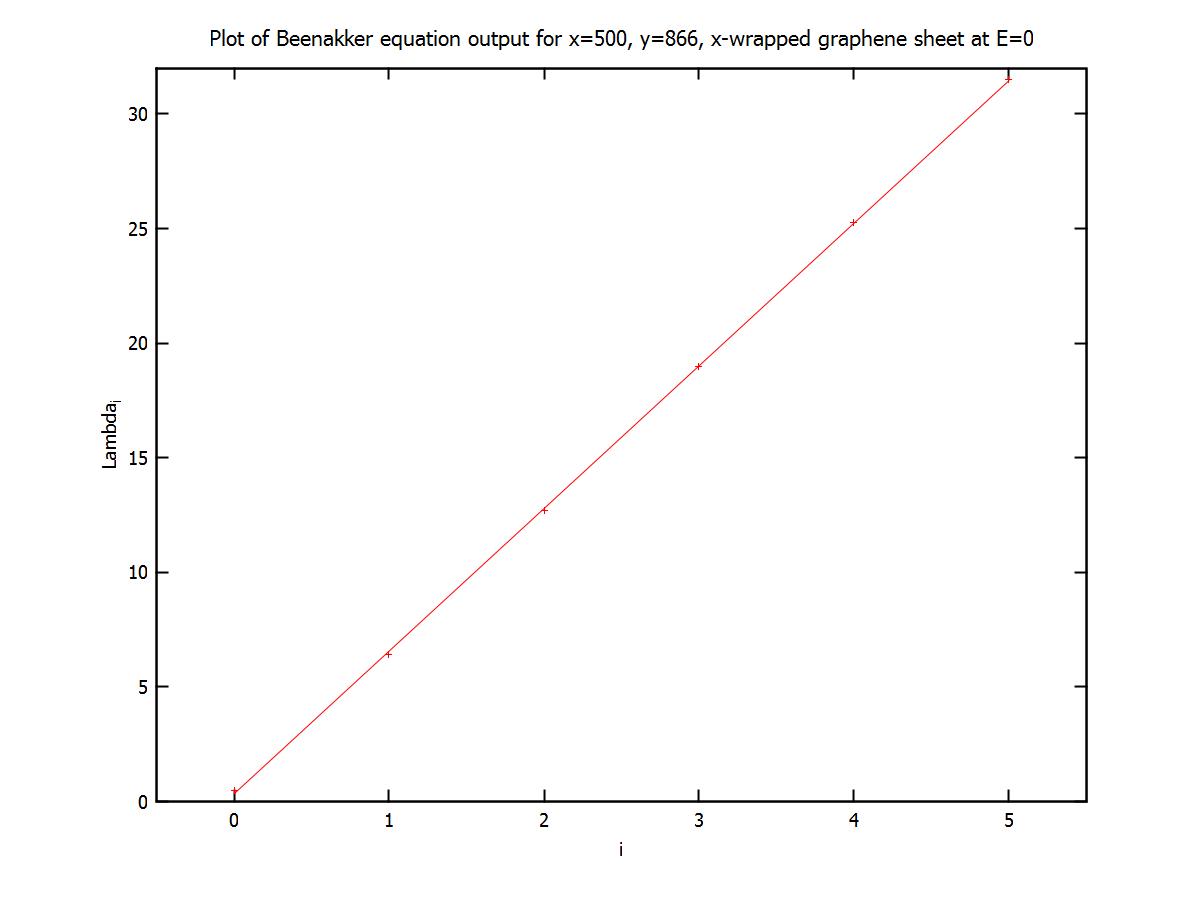 Plot of Beenakker equation output for x=500, y=866, x-wrapped graphene sheet at E=0
30
25
20
Lambdaᵢ
15
10
5
0
0 1 2 3 4 5
i